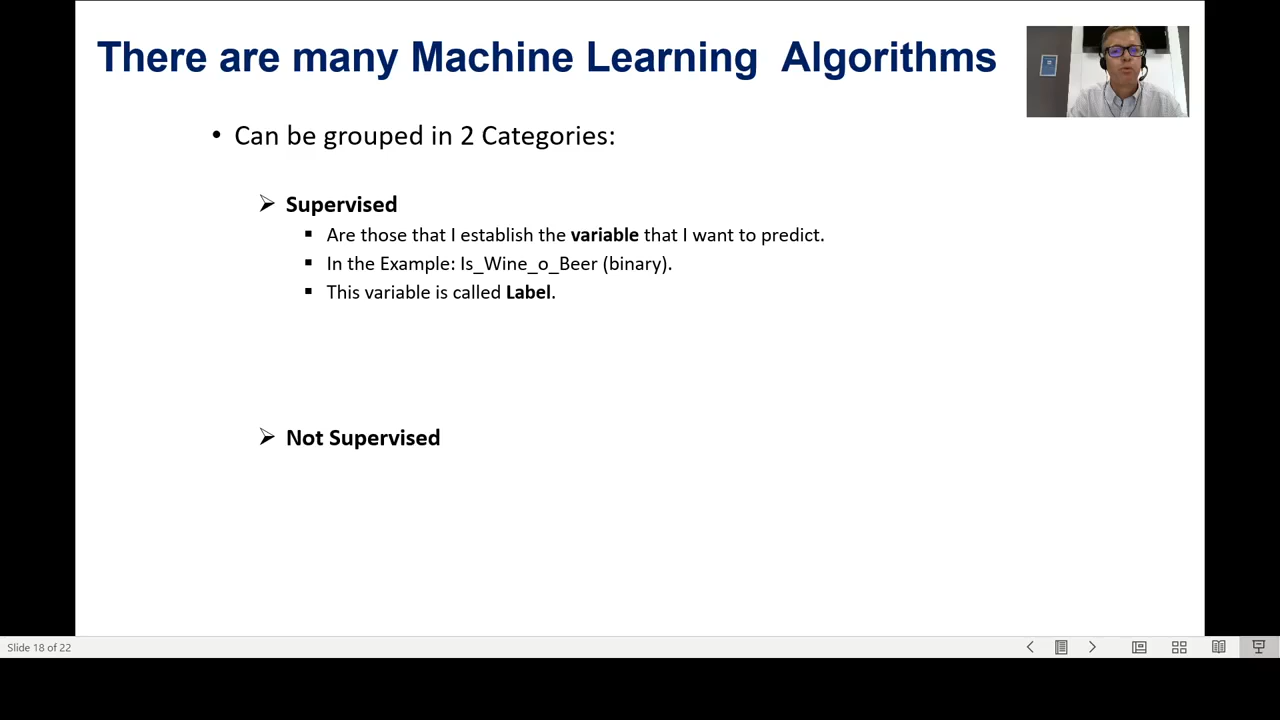 There are many Machine Learning Algorithms
• Can be grouped in 2 Categories:
➢ Supervised
▪ Are those that I establish the variable that I want to predict.
▪ In the Example: Is_Wine_o_Beer (binary).
▪ This variable is called Label.
➢ Not Supervised
Slide 18 of 22